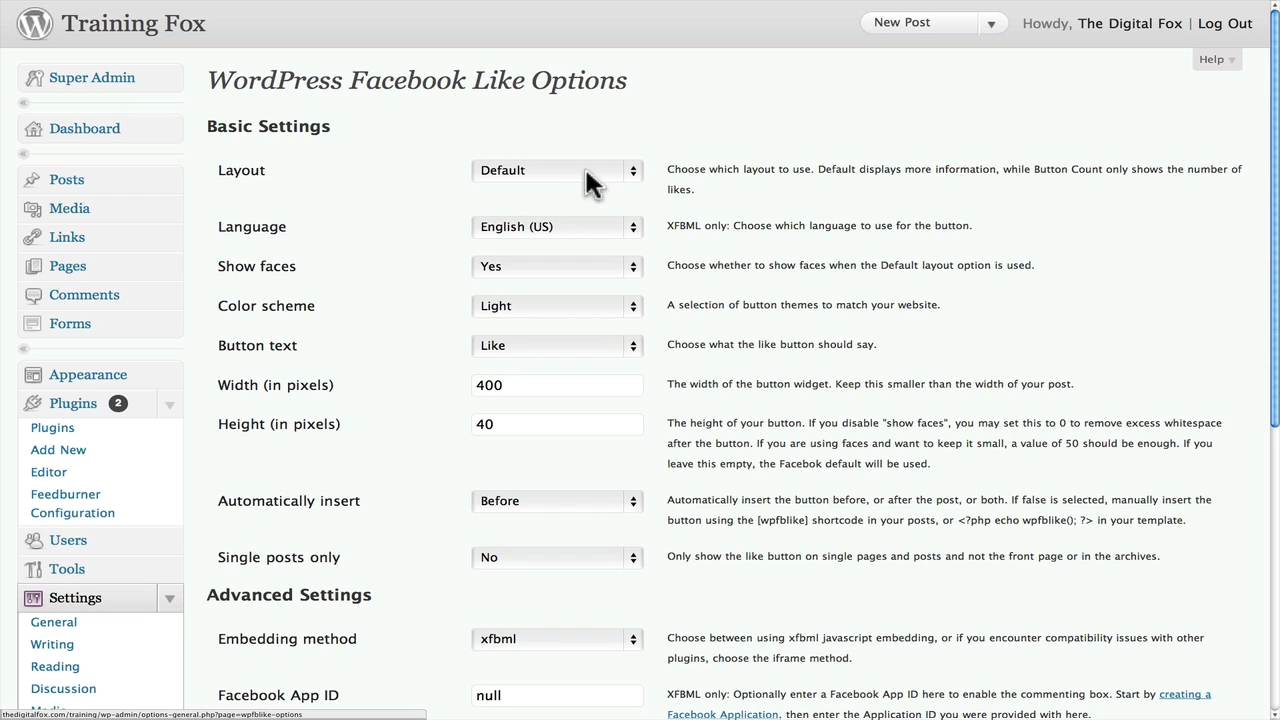 Training Fox
New Post
Howdy, The Digital Fox | Log Out
Help
Super Admin
Dashboard
Posts
Media
Links
Pages
Comments
Forms
Appearance
Plugins 2
Plugins
Add New
Editor
Feedburner
Configuration
Users
Tools
Settings
General
Writing
Reading
Discussion
WordPress Facebook Like Options
Basic Settings
Layout
Default
Choose which layout to use. Default displays more information, while Button Count only shows the number of
likes.
Language
English (US)
XFBML only: Choose which language to use for the button.
Show faces
Yes
Choose whether to show faces when the Default layout option is used.
Color scheme
Light
A selection of button themes to match your website.
Button text
Like
Choose what the like button should say.
Width (in pixels)
400
The width of the button widget. Keep this smaller than the width of your post.
Height (in pixels)
40
The height of your button. If you disable "show faces", you may set this to 0 to remove excess whitespace
after the button. If you are using faces and want to keep it small, a value of 50 should be enough. If you
leave this empty, the Facebok default will be used.
Automatically insert
Before
Automatically insert the button before, or after the post, or both. If false is selected, manually insert the
button using the [wpfblike] shortcode in your posts, or <?php echo wpfblike(); ?> in your template.
Single posts only
No
Only show the like button on single pages and posts and not the front page or in the archives.
Advanced Settings
Embedding method
xfbml
Choose between using xfbml javascript embedding, or if you encounter compatibility issues with other
plugins, choose the iframe method.
Facebook App ID
null
XFBML only: Optionally enter a Facebook App ID here to enable the commenting box. Start by creating a
Facebook Application, then enter the Application ID you were provided with here.
thedigitalfox.com/training/wp-admin/options-general.php?page=wpfblike-options